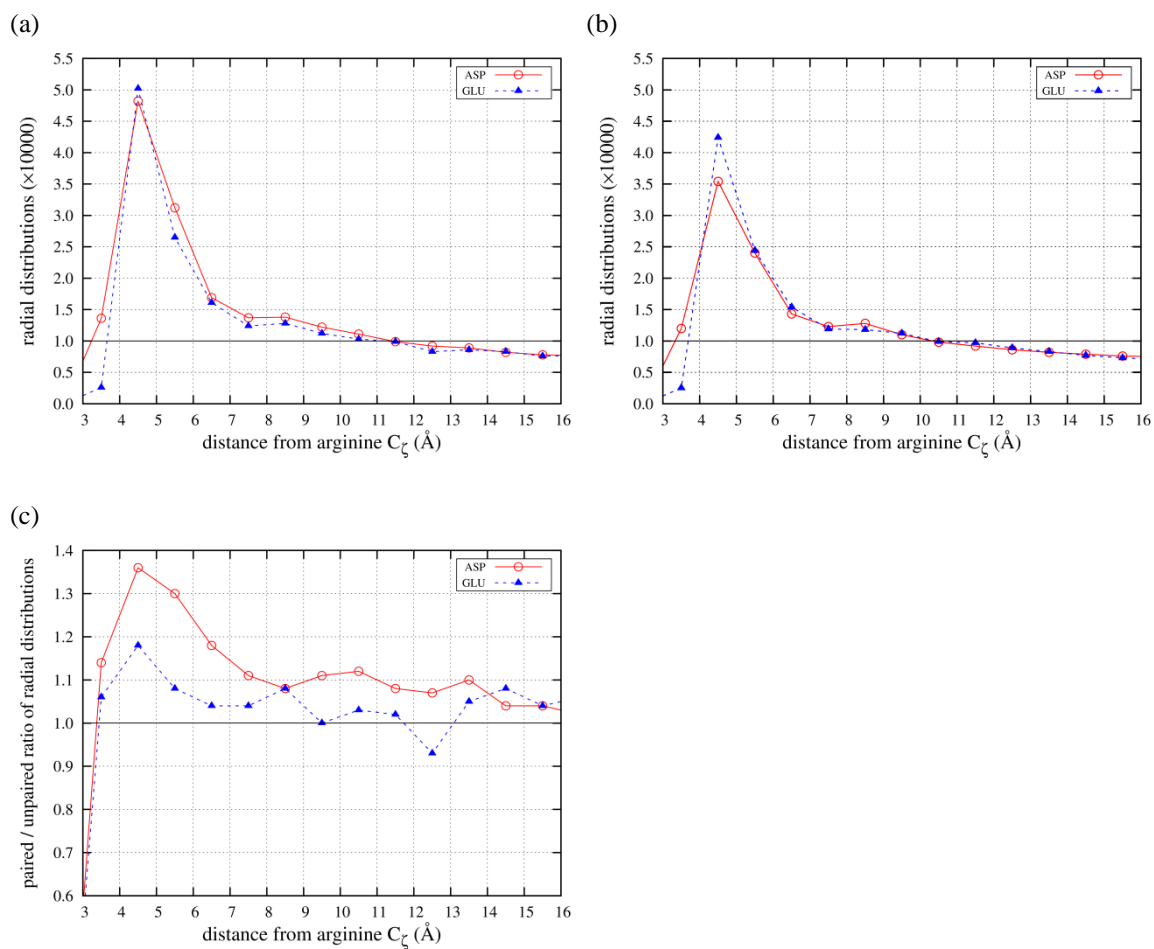 (a)
radial distributions (×10000)
5.5
5.0
4.5
4.0
3.5
3.0
2.5
2.0
1.5
1.0
0.5
0.0
ASP
GLU
3 4 5 6 7 8 9 10 11 12 13 14 15 16
distance from arginine Cζ (Å)
(b)
radial distributions (×10000)
5.5
5.0
4.5
4.0
3.5
3.0
2.5
2.0
1.5
1.0
0.5
0.0
ASP
GLU
3 4 5 6 7 8 9 10 11 12 13 14 15 16
distance from arginine Cζ (Å)
(c)
paired / unpaired ratio of radial distributions
1.4
1.3
1.2
1.1
1.0
0.9
0.8
0.7
0.6
ASP
GLU
3 4 5 6 7 8 9 10 11 12 13 14 15 16
distance from arginine Cζ (Å)